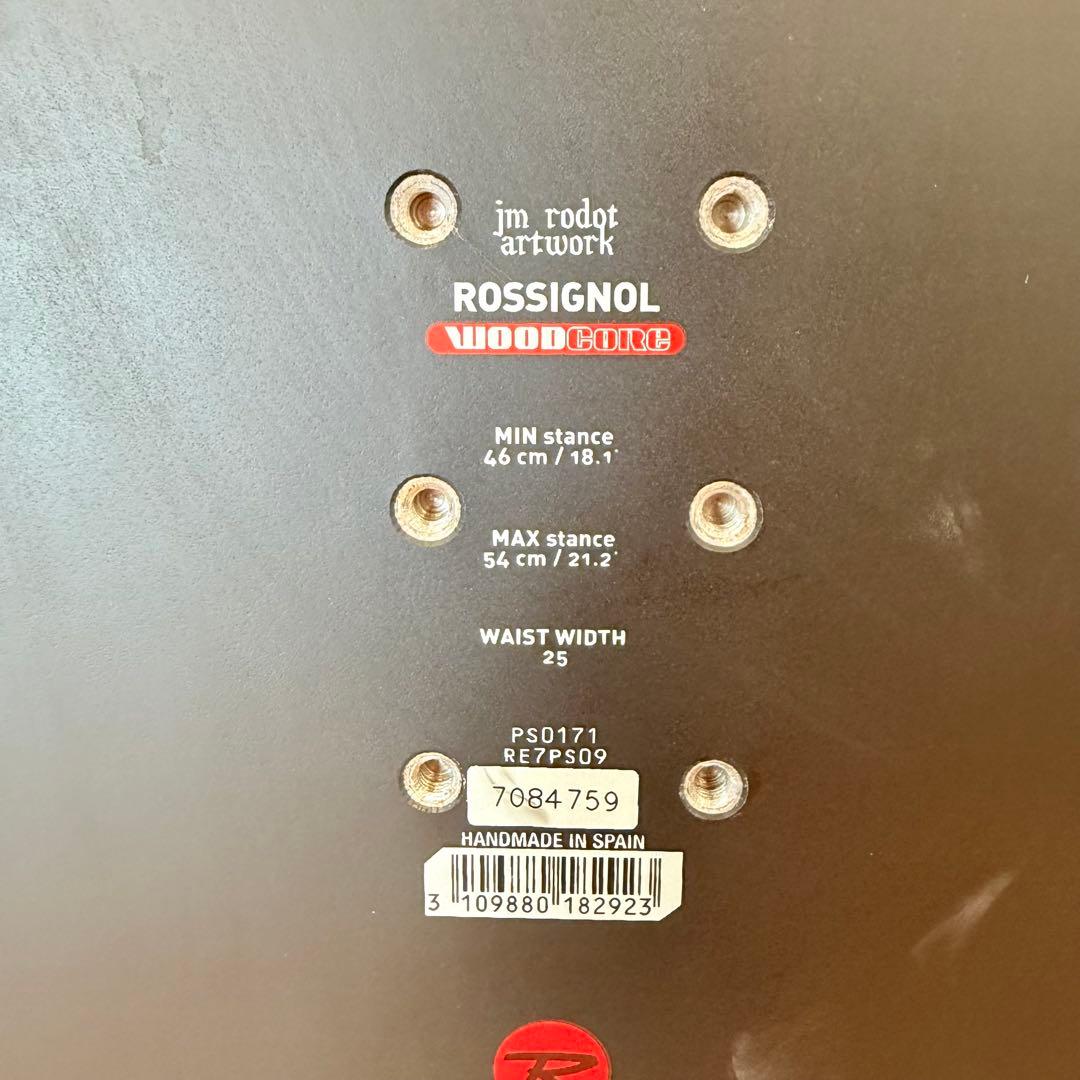 jm rodot
artwork
ROSSIGNOL
WOODCORE
MIN stance
46 cm / 18.1"
MAX stance
54 cm / 21.2"
WAIST WIDTH
25
PS0171
RE7PS09
7084759
HANDMADE IN SPAIN
3 109880 182923
R